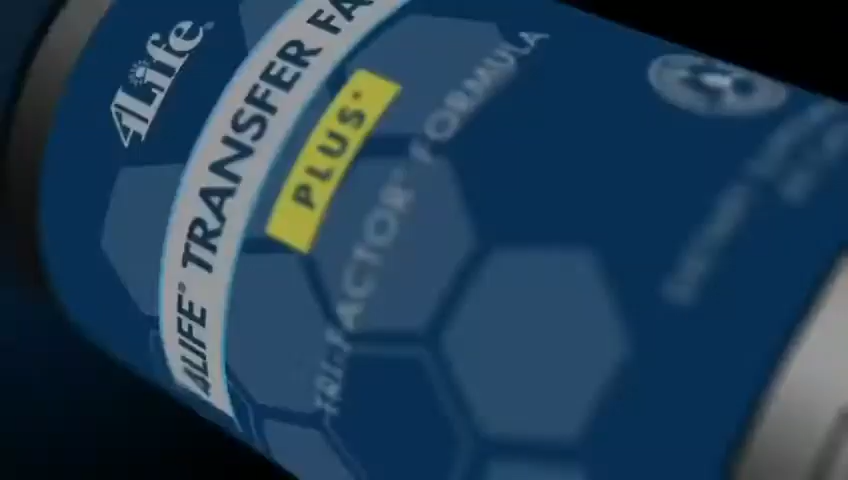 4Life®
4LIFE® TRANSFER FA
PLUS®
TRI-FACTOR® FORMULA